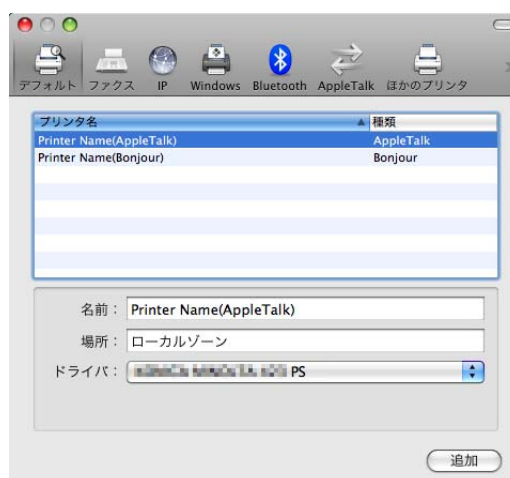 デフォルト ファクス IP Windows Bluetooth AppleTalk ほかのプリンタ
プリンタ名 種類
Printer Name(AppleTalk) AppleTalk
Printer Name(Bonjour) Bonjour
名前： Printer Name(AppleTalk)
場所： ローカルゾーン
ドライバ： PS
追加